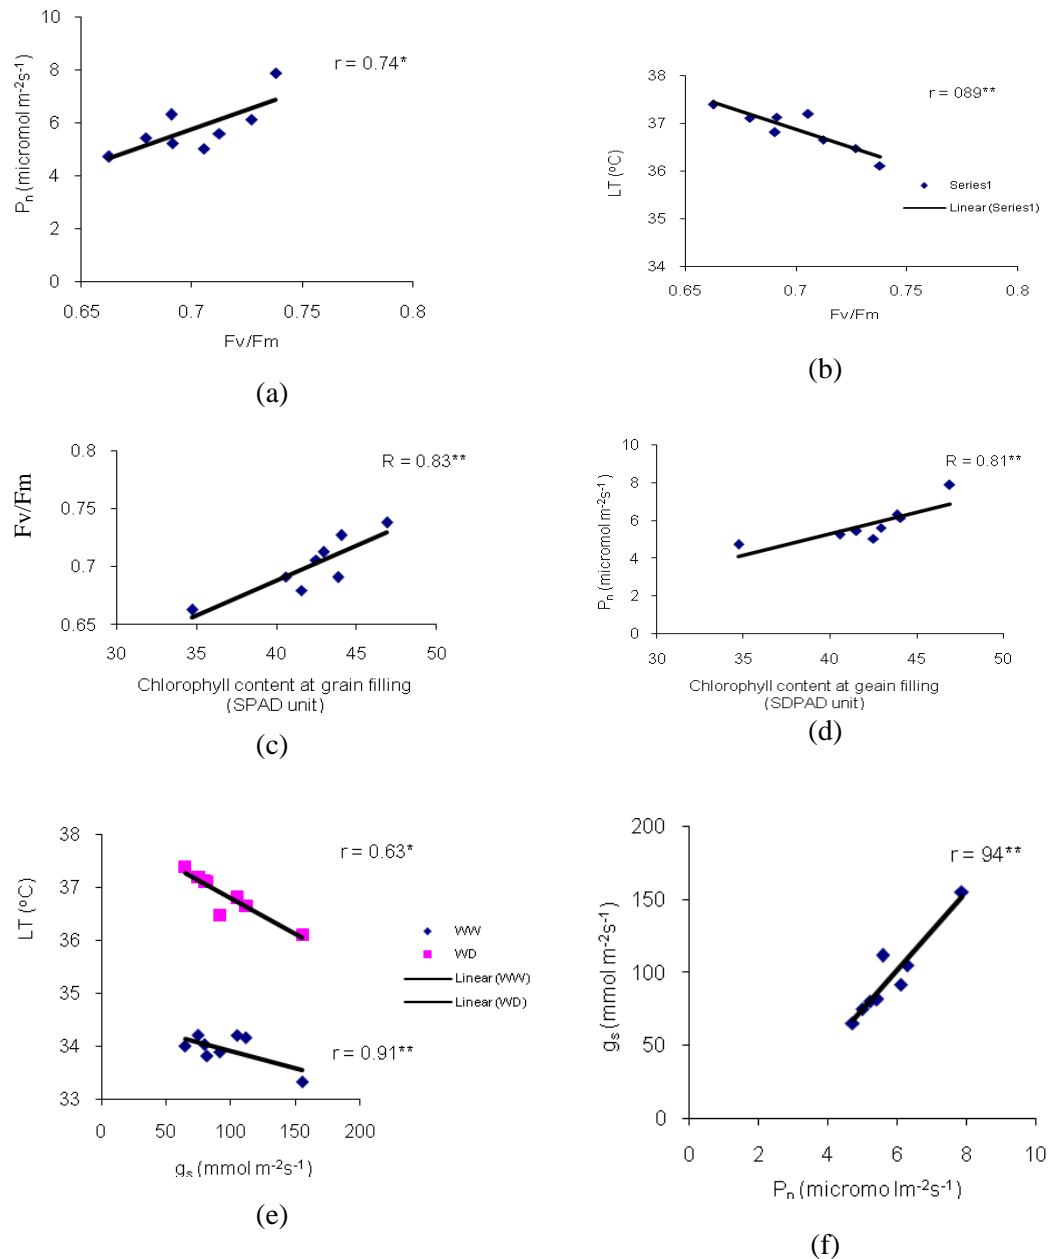 10
8
6
4
2
0
Pn (micromol m-2s-1)
r = 0.74*
0.65 0.7 0.75 0.8
Fv/Fm
(a)
38
37
36
35
34
LT (ºC)
r = 089**
Series1
Linear (Series1)
0.65 0.7 0.75 0.8
Fv/Fm
(b)
0.8
0.75
0.7
0.65
Fv/Fm
R = 0.83**
30 35 40 45 50
Chlorophyll content at grain filling
(SPAD unit)
(c)
10
8
6
4
2
0
Pn (micromol m-2s-1)
R = 0.81**
30 35 40 45 50
Chlorophyll content at geain filling
(SDPAD unit)
(d)
38
37
36
35
34
33
LT (ºC)
r = 0.63*
WW
WD
Linear (WW)
Linear (WD)
r = 0.91**
0 50 100 150 200
gs (mmol m-2s-1)
(e)
200
150
100
50
0
gs (mmol m-2s-1)
r = 94**
0 2 4 6 8 10
Pn (micromo lm-2s-1)
(f)